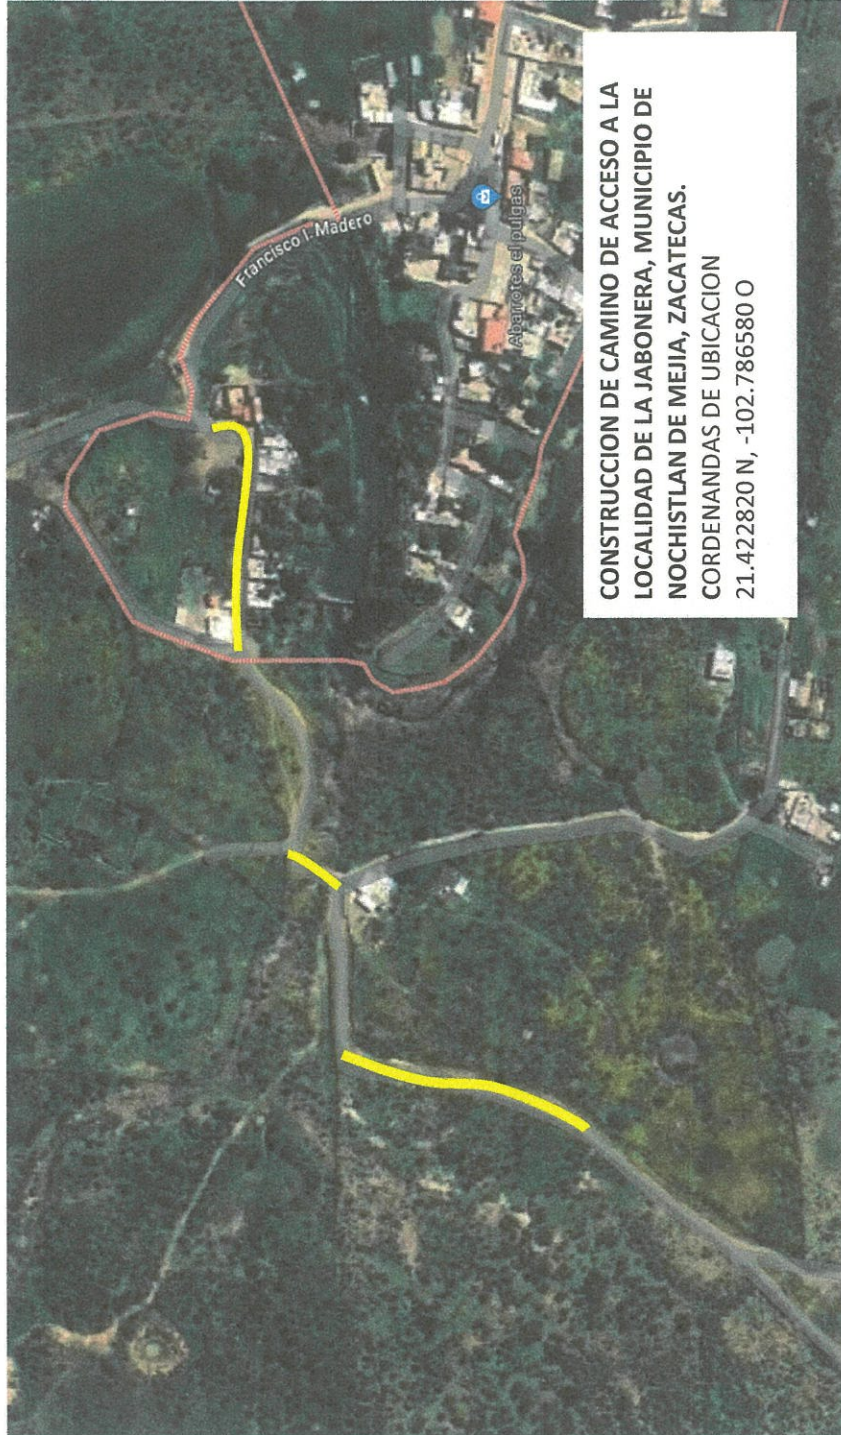 Francisco I. Madero
Abarrotes el pulgas
CONSTRUCCION DE CAMINO DE ACCESO A LA
LOCALIDAD DE LA JABONERA, MUNICIPIO DE
NOCHISTLAN DE MEJIA, ZACATECAS.
CORDENANDAS DE UBICACION
21.422820 N, -102.786580 O